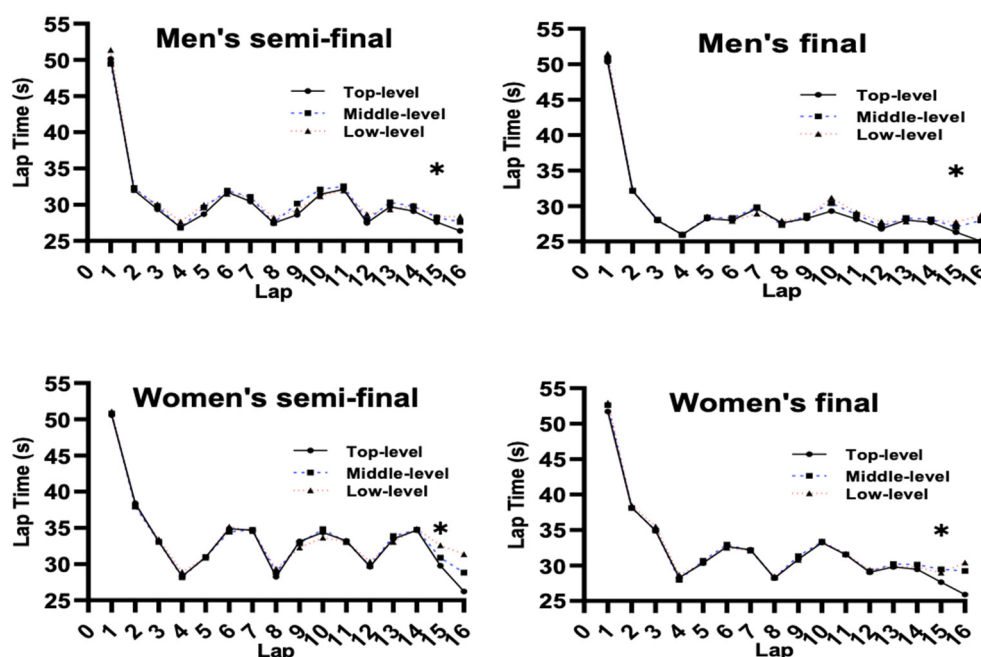 Men's semi-final
Lap Time (s)
55
50
45
40
35
30
25
Top-level
Middle-level
Low-level
*
0 1 2 3 4 5 6 7 8 9 10 11 12 13 14 15 16
Lap
Men's final
Lap Time (s)
55
50
45
40
35
30
25
Top-level
Middle-level
Low-level
*
0 1 2 3 4 5 6 7 8 9 10 11 12 13 14 15 16
Lap
Women's semi-final
Lap Time (s)
55
50
45
40
35
30
25
Top-level
Middle-level
Low-level
*
0 1 2 3 4 5 6 7 8 9 10 11 12 13 14 15 16
Lap
Women's final
Lap Time (s)
55
50
45
40
35
30
25
Top-level
Middle-level
Low-level
*
0 1 2 3 4 5 6 7 8 9 10 11 12 13 14 15 16
Lap